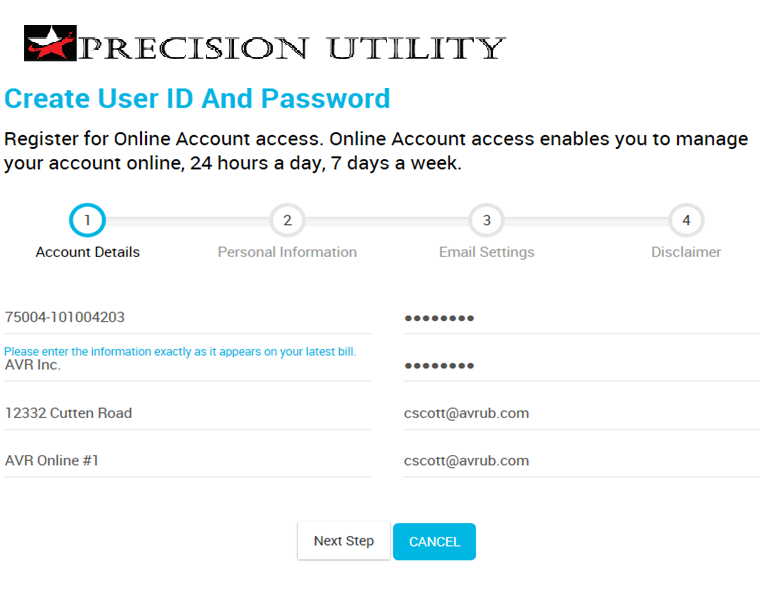 PRECISION UTILITY
Create User ID And Password
Register for Online Account access. Online Account access enables you to manage
your account online, 24 hours a day, 7 days a week.
1 2 3 4
Account Details Personal Information Email Settings Disclaimer
75004-101004203 ●●●●●●●●
Please enter the information exactly as it appears on your latest bill.
AVR Inc. ●●●●●●●●
12332 Cutten Road cscott@avrub.com
AVR Online #1 cscott@avrub.com
Next Step CANCEL